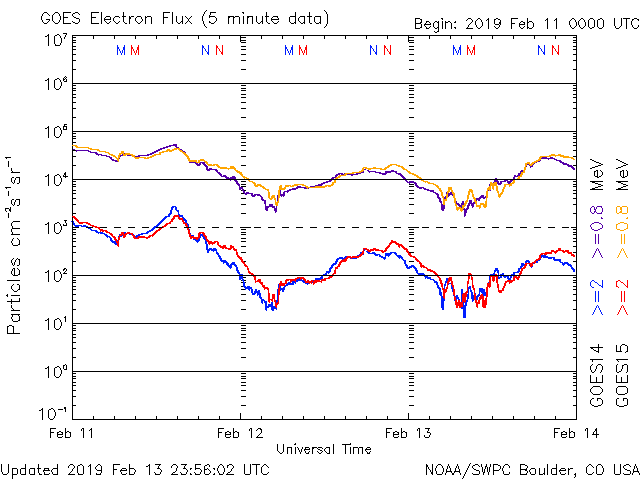 GOES Electron Flux (5 minute data)
Begin: 2019 Feb 11 0000 UTC
M M N N M M N N M M N N
10⁷
10⁶
10⁵
10⁴
10³
10²
10¹
10⁰
10⁻¹
Particles cm⁻²s⁻¹sr⁻¹
GOES14 >=2 >=0.8 MeV
GOES15 >=2 >=0.8 MeV
Feb 11 Feb 12 Feb 13 Feb 14
Universal Time
Updated 2019 Feb 13 23:56:02 UTC
NOAA/SWPC Boulder, CO USA